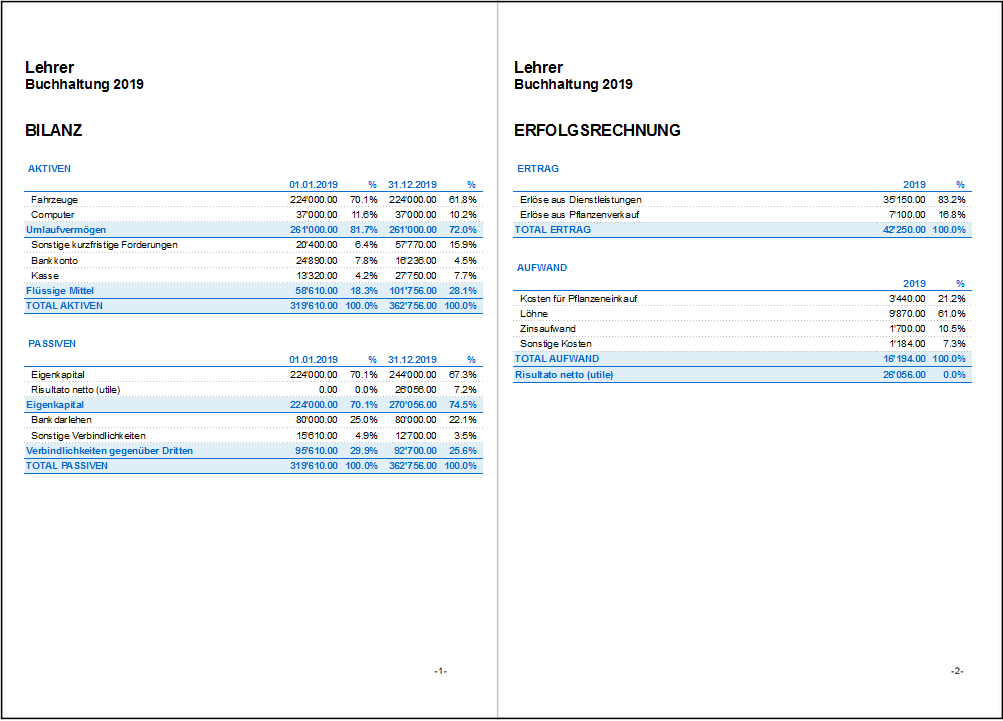 Lehrer
Buchhaltung 2019
BILANZ
AKTIVEN
01.01.2019 % 31.12.2019 %
Fahrzeuge 224'000.00 70.1% 224'000.00 61.8%
Computer 37'000.00 11.6% 37'000.00 10.2%
Umlaufvermögen 261'000.00 81.7% 261'000.00 72.0%
Sonstige kurzfristige Forderungen 20'400.00 6.4% 57'770.00 15.9%
Bankkonto 24'890.00 7.8% 16'236.00 4.5%
Kasse 13'320.00 4.2% 27'750.00 7.7%
Flüssige Mittel 58'610.00 18.3% 101'756.00 28.1%
TOTAL AKTIVEN 319'610.00 100.0% 362'756.00 100.0%
PASSIVEN
01.01.2019 % 31.12.2019 %
Eigenkapital 224'000.00 70.1% 244'000.00 67.3%
Risultato netto (utile) 0.00 0.0% 26'056.00 7.2%
Eigenkapital 224'000.00 70.1% 270'056.00 74.5%
Bankdarlehen 80'000.00 25.0% 80'000.00 22.1%
Sonstige Verbindlichkeiten 15'610.00 4.9% 12'700.00 3.5%
Verbindlichkeiten gegenüber Dritten 95'610.00 29.9% 92'700.00 25.6%
TOTAL PASSIVEN 319'610.00 100.0% 362'756.00 100.0%
-1-
Lehrer
Buchhaltung 2019
ERFOLGSRECHNUNG
ERTRAG
2019 %
Erlöse aus Dienstleistungen 35'150.00 83.2%
Erlöse aus Pflanzenverkauf 7'100.00 16.8%
TOTAL ERTRAG 42'250.00 100.0%
AUFWAND
2019 %
Kosten für Pflanzeneinkauf 3'440.00 21.2%
Löhne 9'870.00 61.0%
Zinsaufwand 1'700.00 10.5%
Sonstige Kosten 1'184.00 7.3%
TOTAL AUFWAND 16'194.00 100.0%
Risultato netto (utile) 26'056.00 0.0%
-2-